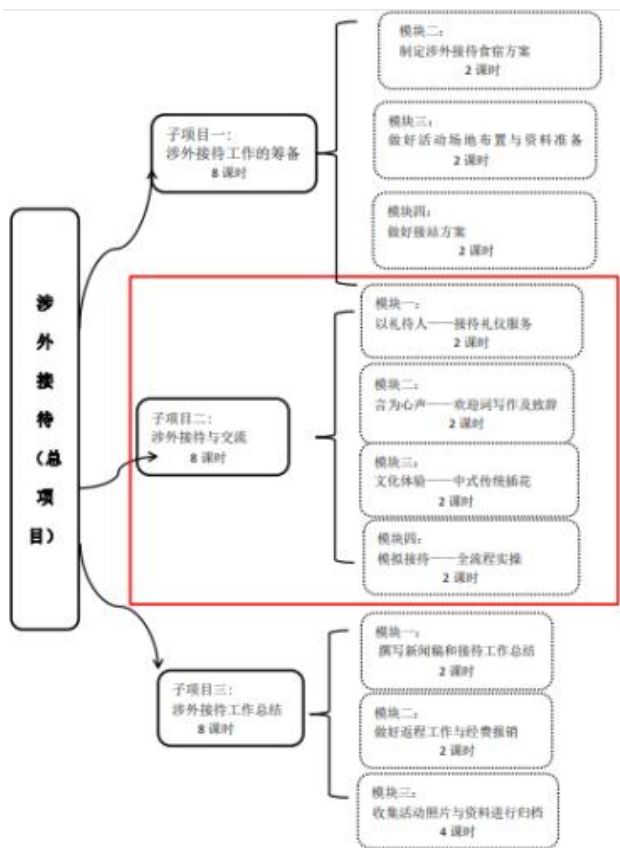 涉外接待（总项目）
子项目一：
涉外接待工作的筹备
8 课时
模块二：
制定涉外接待食宿方案
2 课时
模块三：
做好活动场地布置与资料准备
2 课时
模块四：
做好接站方案
2 课时
子项目二：
涉外接待与交流
8 课时
模块一：
以礼待人——接待礼仪服务
2 课时
模块二：
言为心声——欢迎词写作及致辞
2 课时
模块三：
文化体验——中式传统插花
2 课时
模块四：
模拟接待——全流程实操
2 课时
子项目三：
涉外接待工作总结
8 课时
模块一：
撰写新闻稿和接待工作总结
2 课时
模块二：
做好返程工作与经费报销
2 课时
模块三：
收集活动照片与资料进行归档
4 课时